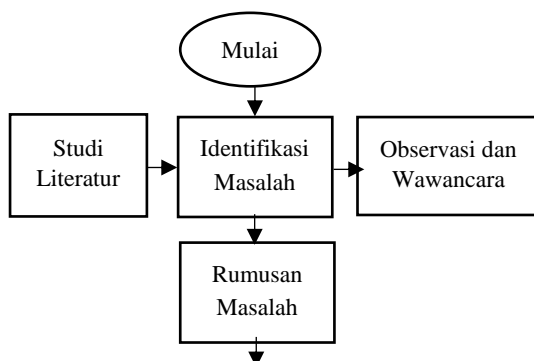 Mulai
Studi
Literatur
Identifikasi
Masalah
Observasi dan
Wawancara
Rumusan
Masalah